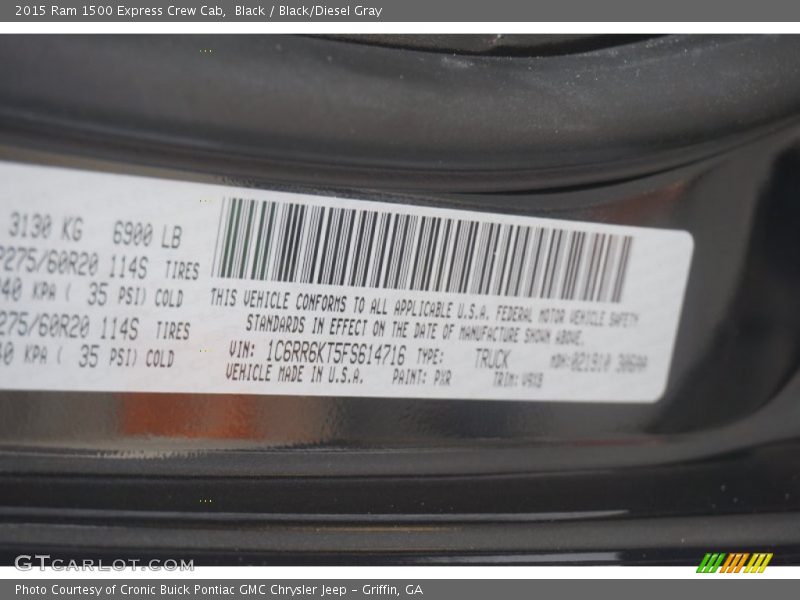 2015 Ram 1500 Express Crew Cab, Black / Black/Diesel Gray
3130 KG 6900 LB
P275/60R20 114S TIRES
40 KPA ( 35 PSI) COLD
275/60R20 114S TIRES
40 KPA ( 35 PSI) COLD
THIS VEHICLE CONFORMS TO ALL APPLICABLE U.S.A. FEDERAL MOTOR VEHICLE SAFETY
STANDARDS IN EFFECT ON THE DATE OF MANUFACTURE SHOWN ABOVE.
VIN: 1C6RR6KT5FS614716 TYPE: TRUCK
VEHICLE MADE IN U.S.A. PAINT: PXR TRIM: V9X8
GTcarlot.com
Photo Courtesy of Cronic Buick Pontiac GMC Chrysler Jeep - Griffin, GA